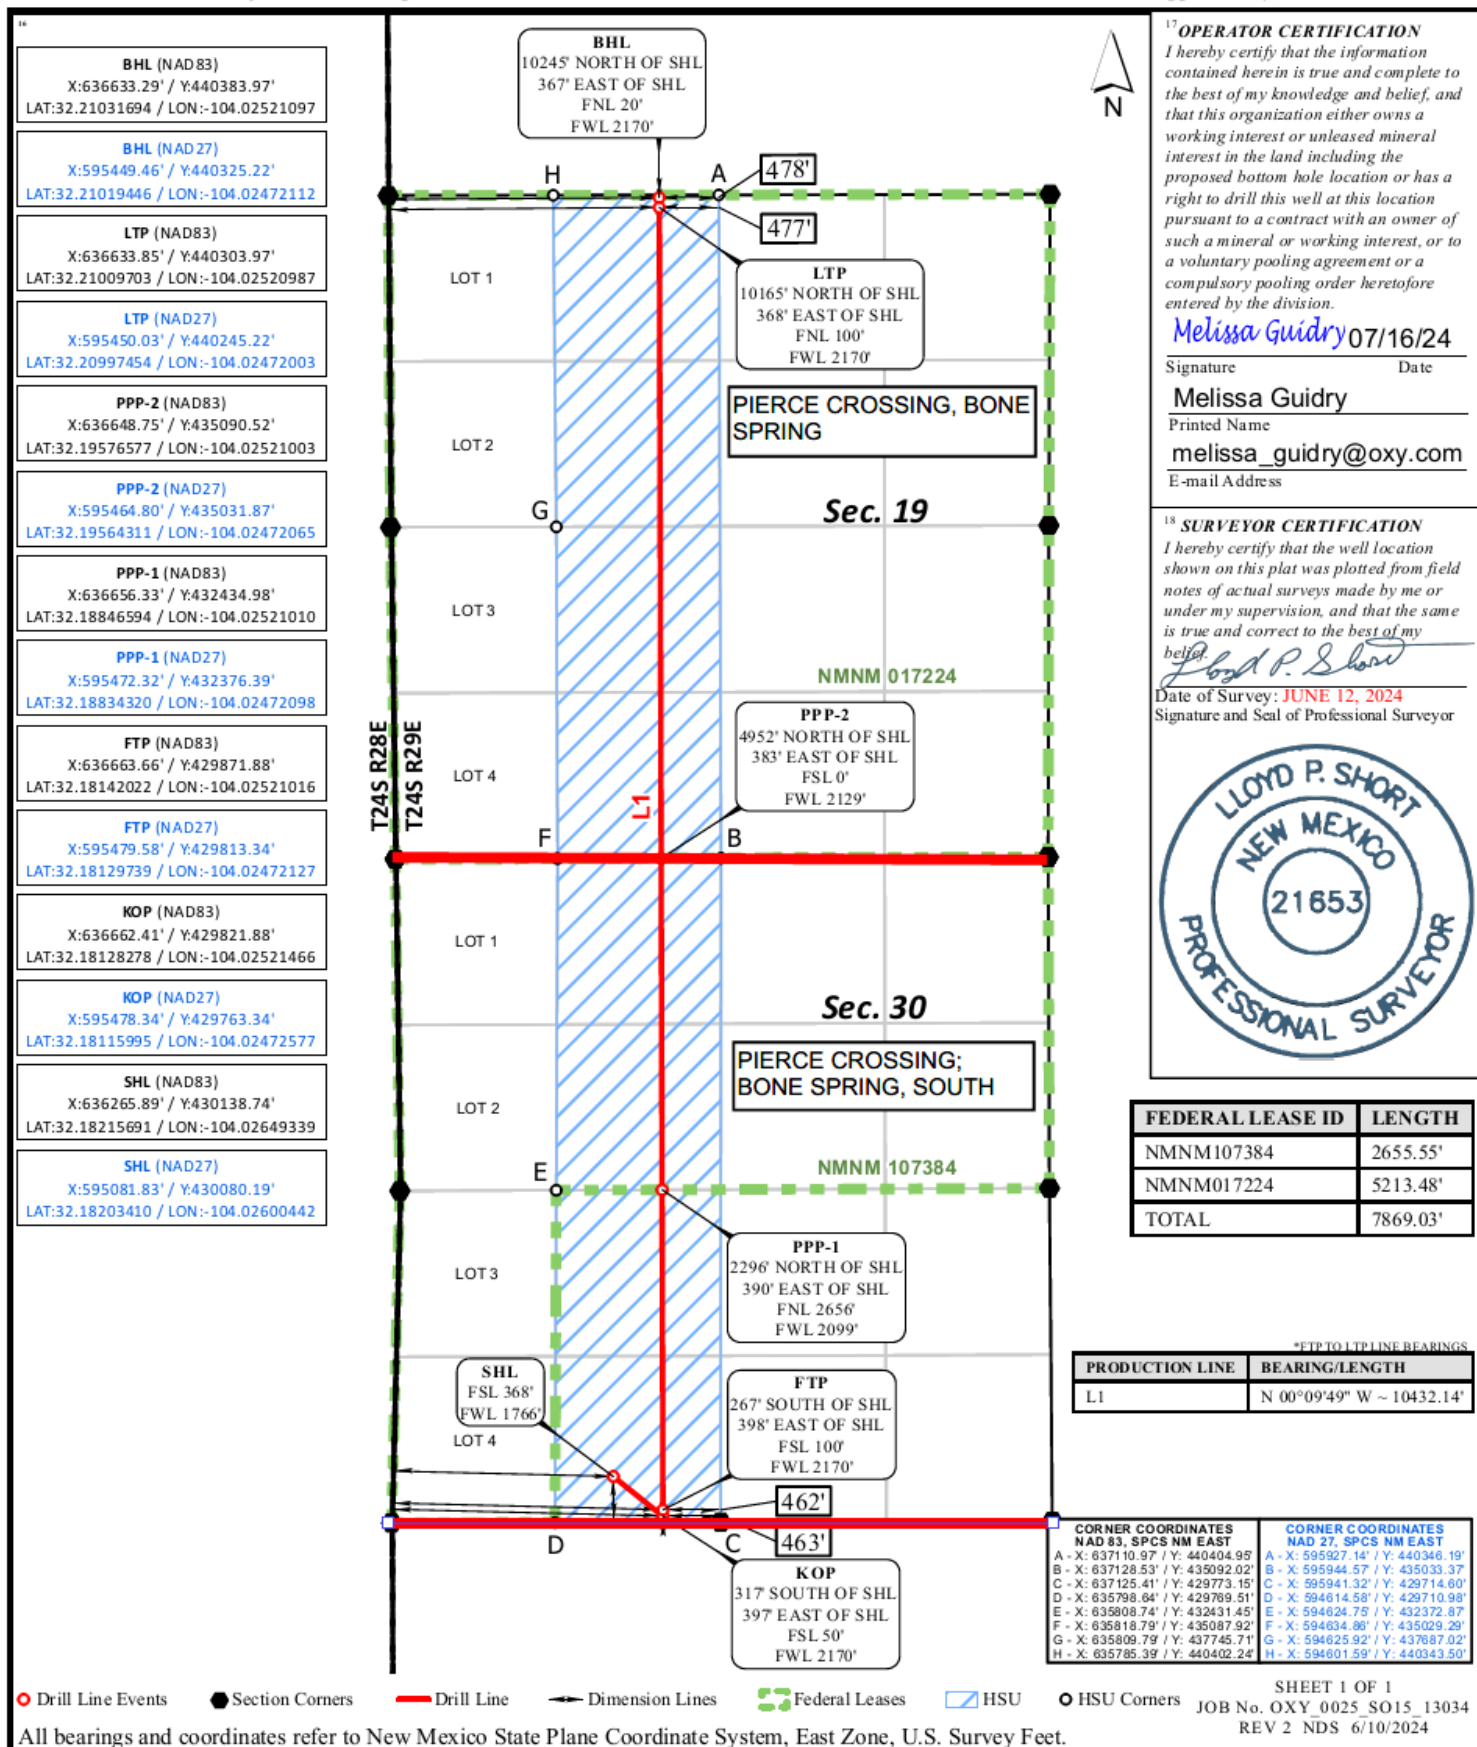 16
BHL (NAD83)
X:636633.29' / Y:440383.97'
LAT:32.21031694 / LON:-104.02521097
BHL (NAD27)
X:595449.46' / Y:440325.22'
LAT:32.21019446 / LON:-104.02472112
LTP (NAD83)
X:636633.85' / Y:440303.97'
LAT:32.21009703 / LON:-104.02520987
LTP (NAD27)
X:595450.03' / Y:440245.22'
LAT:32.20997454 / LON:-104.02472003
PPP-2 (NAD83)
X:636648.75' / Y:435090.52'
LAT:32.19576577 / LON:-104.02521003
PPP-2 (NAD27)
X:595464.80' / Y:435031.87'
LAT:32.19564311 / LON:-104.02472065
PPP-1 (NAD83)
X:636656.33' / Y:432434.98'
LAT:32.18846594 / LON:-104.02521010
PPP-1 (NAD27)
X:595472.32' / Y:432376.39'
LAT:32.18834320 / LON:-104.02472098
FTP (NAD83)
X:636663.66' / Y:429871.88'
LAT:32.18142022 / LON:-104.02521016
FTP (NAD27)
X:595479.58' / Y:429813.34'
LAT:32.18129739 / LON:-104.02472127
KOP (NAD83)
X:636662.41' / Y:429821.88'
LAT:32.18128278 / LON:-104.02521466
KOP (NAD27)
X:595478.34' / Y:429763.34'
LAT:32.18115995 / LON:-104.02472577
SHL (NAD83)
X:636265.89' / Y:430138.74'
LAT:32.18215691 / LON:-104.02649339
SHL (NAD27)
X:595081.83' / Y:430080.19'
LAT:32.18203410 / LON:-104.02600442
BHL
10245' NORTH OF SHL
367' EAST OF SHL
FNL 20'
FWL 2170'
N
H
A
478'
477'
LTP
10165' NORTH OF SHL
368' EAST OF SHL
FNL 100'
FWL 2170'
LOT 1
PIERCE CROSSING, BONE
SPRING
LOT 2
G
Sec. 19
LOT 3
NMNM 017224
PPP-2
4952' NORTH OF SHL
383' EAST OF SHL
FSL 0'
FWL 2129'
T24S R28E
T24S R29E
LOT 4
L1
F
B
LOT 1
Sec. 30
PIERCE CROSSING;
BONE SPRING, SOUTH
LOT 2
E
NMNM 107384
PPP-1
2296' NORTH OF SHL
390' EAST OF SHL
FNL 2656'
FWL 2099'
LOT 3
SHL
FSL 368'
FWL 1766'
LOT 4
FTP
267' SOUTH OF SHL
398' EAST OF SHL
FSL 100'
FWL 2170'
462'
D
C
463'
KOP
317' SOUTH OF SHL
397' EAST OF SHL
FSL 50'
FWL 2170'
17 OPERATOR CERTIFICATION
I hereby certify that the information
contained herein is true and complete to
the best of my knowledge and belief, and
that this organization either owns a
working interest or unleased mineral
interest in the land including the
proposed bottom hole location or has a
right to drill this well at this location
pursuant to a contract with an owner of
such a mineral or working interest, or to
a voluntary pooling agreement or a
compulsory pooling order heretofore
entered by the division.
Melissa Guidry 07/16/24
Signature Date
Melissa Guidry
Printed Name
melissa_guidry@oxy.com
E-mail Address
18 SURVEYOR CERTIFICATION
I hereby certify that the well location
shown on this plat was plotted from field
notes of actual surveys made by me or
under my supervision, and that the same
is true and correct to the best of my
belief.
Lloyd P. Short
Date of Survey: JUNE 12, 2024
Signature and Seal of Professional Surveyor
LLOYD P. SHORT
NEW MEXICO
21653
PROFESSIONAL SURVEYOR
FEDERAL LEASE ID LENGTH
NMNM107384 2655.55'
NMNM017224 5213.48'
TOTAL 7869.03'
*FTP TO LTP LINE BEARINGS
PRODUCTION LINE BEARING/LENGTH
L1 N 00°09'49" W ~ 10432.14'
CORNER COORDINATES
NAD 83, SPCS NM EAST
A - X: 637110.97' / Y: 440404.95'
B - X: 637128.53' / Y: 435092.02'
C - X: 637125.41' / Y: 429773.15'
D - X: 635798.64' / Y: 429769.51'
E - X: 635808.74' / Y: 432431.45'
F - X: 635818.79' / Y: 435087.92'
G - X: 635809.79' / Y: 437745.71'
H - X: 635785.39' / Y: 440402.24'
CORNER COORDINATES
NAD 27, SPCS NM EAST
A - X: 595927.14' / Y: 440346.19'
B - X: 595944.57' / Y: 435033.37'
C - X: 595941.32' / Y: 429714.60'
D - X: 594614.58' / Y: 429710.98'
E - X: 594624.75' / Y: 432372.87'
F - X: 594634.86' / Y: 435029.29'
G - X: 594625.92' / Y: 437687.02'
H - X: 594601.59' / Y: 440343.50'
Drill Line Events
Section Corners
Drill Line
Dimension Lines
Federal Leases
HSU
HSU Corners
SHEET 1 OF 1
JOB No. OXY_0025_SO15_13034
REV 2 NDS 6/10/2024
All bearings and coordinates refer to New Mexico State Plane Coordinate System, East Zone, U.S. Survey Feet.